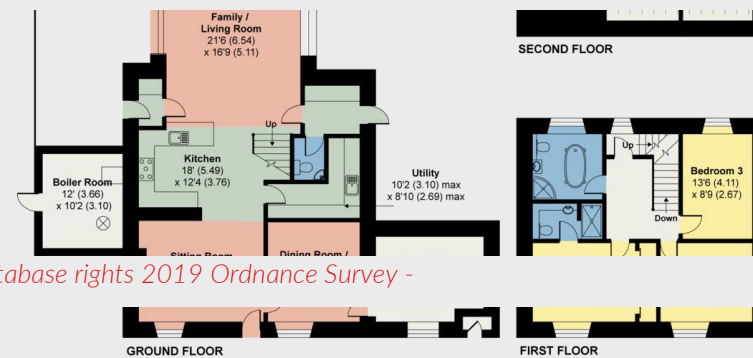 Family /
Living Room
21'6 (6.54)
x 16'9 (5.11)
SECOND FLOOR
Up
Kitchen
18' (5.49)
x 12'4 (3.76)
Boiler Room
12' (3.66)
x 10'2 (3.10)
Utility
10'2 (3.10) max
x 8'10 (2.69) max
Up
Bedroom 3
13'6 (4.11)
x 8'9 (2.67)
Down
Sitting Room
Dining Room /
tabase rights 2019 Ordnance Survey -
GROUND FLOOR
FIRST FLOOR